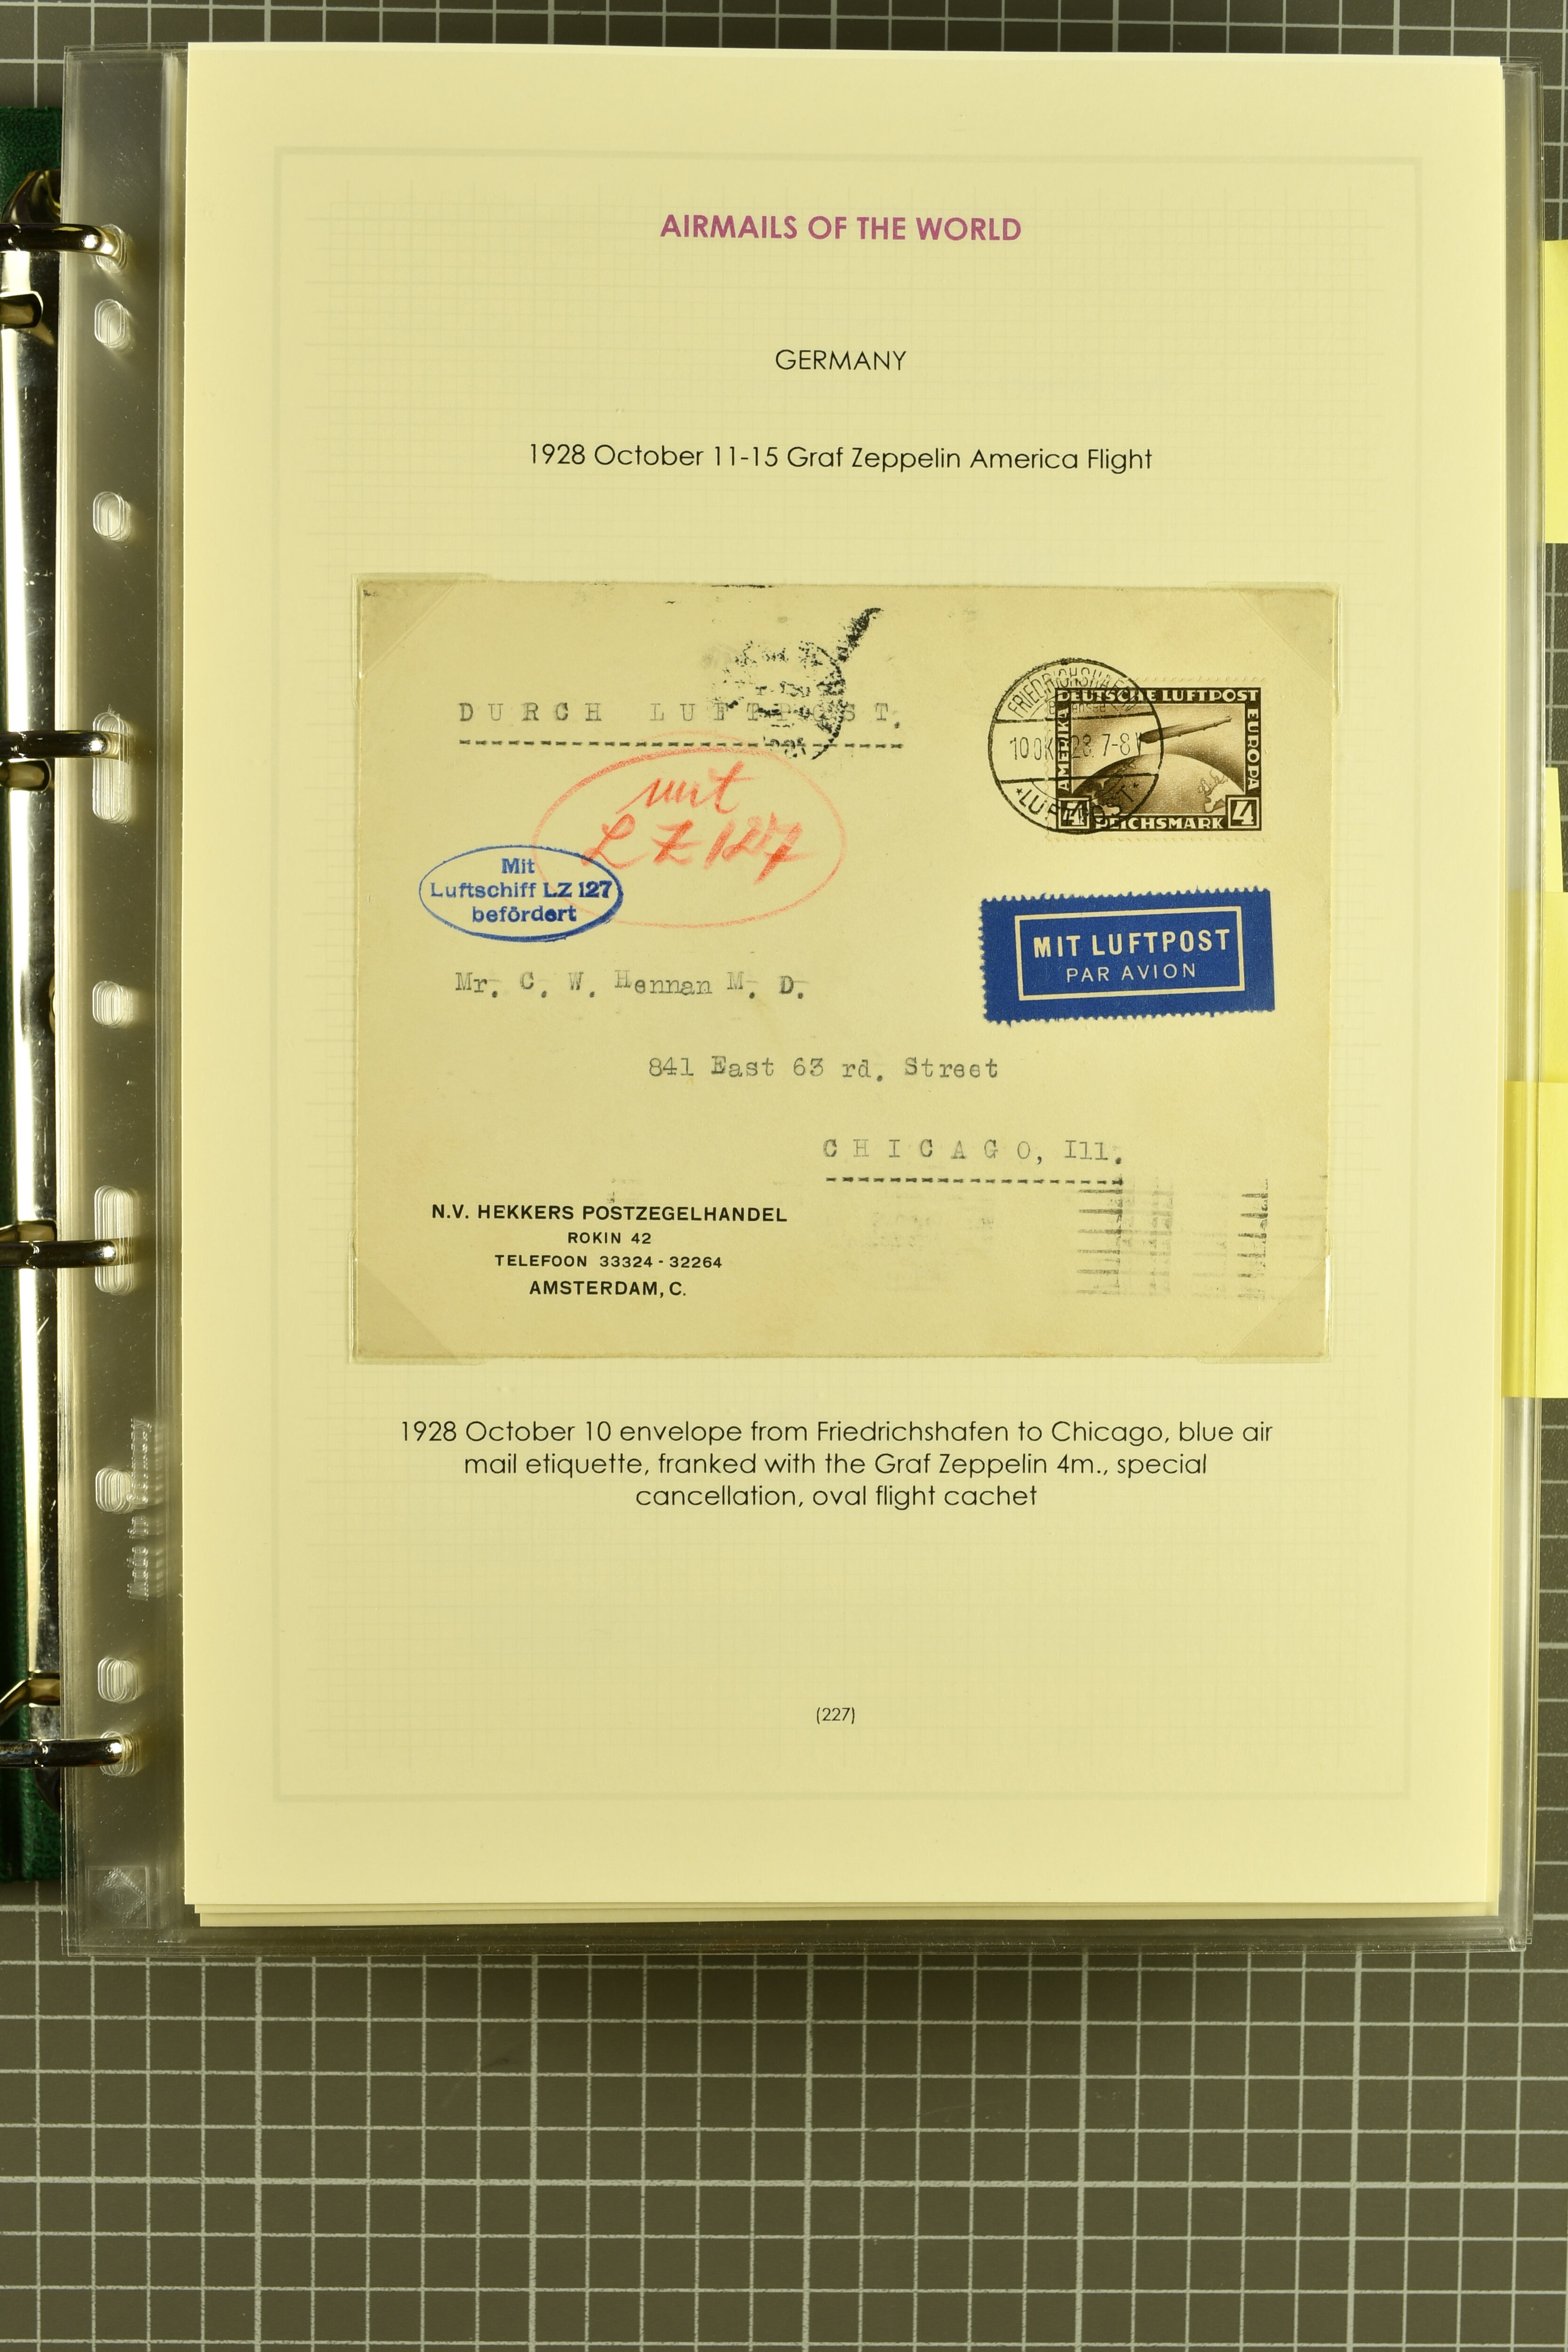 AIRMAILS OF THE WORLD
GERMANY
1928 October 11-15 Graf Zeppelin America Flight
DURCH LUFTPOST.
mit
LZ 127
Mit
Luftschiff LZ 127
befördert
10 OK 28 7-8 V
LUFTPOST
DEUTSCHE LUFTPOST
AMERIKA
EUROPA
4 REICHSMARK 4
MIT LUFTPOST
PAR AVION
Mr. C. W. Hennan M. D.
841 East 63 rd. Street
CHICAGO, Ill.
N.V. HEKKERS POSTZEGELHANDEL
ROKIN 42
TELEFOON 33324 - 32264
AMSTERDAM, C.
1928 October 10 envelope from Friedrichshafen to Chicago, blue air
mail etiquette, franked with the Graf Zeppelin 4m., special
cancellation, oval flight cachet
(227)